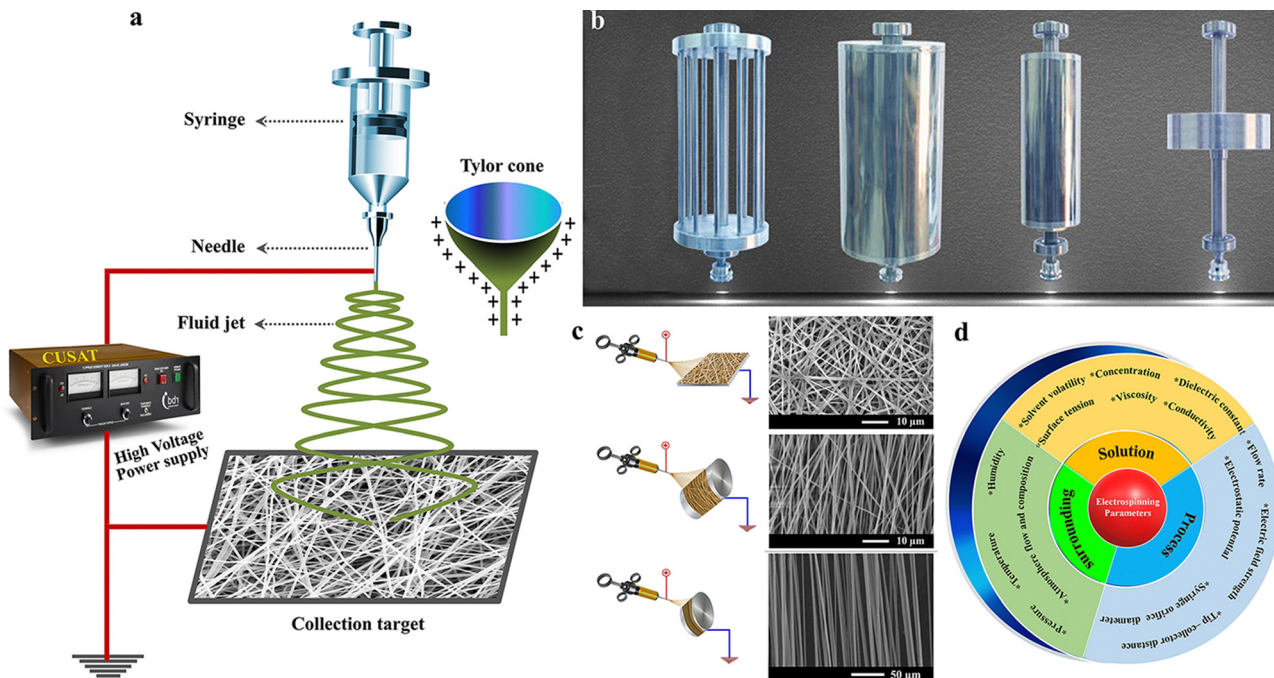 a
Syringe
Tylor cone
Needle
Fluid jet
CUSAT
High Voltage
Power supply
Collection target
b
c
10 µm
10 µm
50 µm
d
*Solvent volatility
*Concentration
*Dielectric constant
*Surface tension
*Viscosity
*Conductivity
Solution
*Flow rate
*Electrostatic potential
*Electric field strength
*Syringe orifice diameter
*Tip–collector distance
Process
*Humidity
*Atmosphere flow and composition
*Temperature
*Pressure
surrounding
Electrospinning
Parameters